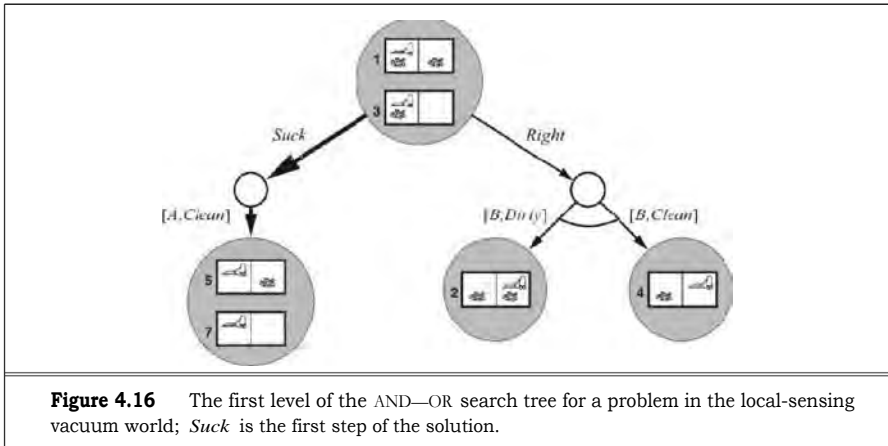 1
3
Suck
Right
[A,Clean]
[B,Dirty]
[B,Clean]
5
7
2
4
Figure 4.16 The first level of the AND—OR search tree for a problem in the local-sensing
vacuum world; Suck is the first step of the solution.